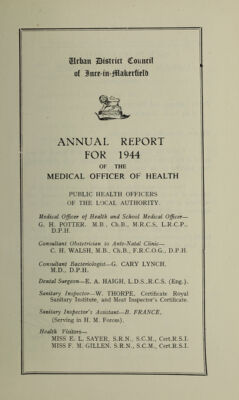 Urban District Council
of Ince-in-Makerfield
ANNUAL REPORT
FOR 1944
OF THE
MEDICAL OFFICER OF HEALTH
PUBLIC HEALTH OFFICERS
OF THE LOCAL AUTHORITY.
Medical Officer of Health and School Medical Officer—
G. H. POTTER, M.B., Ch.B., M.R.C.S., L.R.C.P.,
D.P.H.
Consultant Obstetrician to Ante-Natal Clinic—
C. H. WALSH, M.B., Ch.B., F.R.C.O.G., D.P.H.
Consultant Bacteriologist—G. CARY LYNCH,
M.D., D.P.H.
Dental Surgeon—E. A. HAIGH, L.D.S.,R.C.S. (Eng.).
Sanitary Inspector—W. THORPE, Certificate Royal
Sanitary Institute, and Meat Inspector's Certificate.
Sanitary Inspector's Assistant—B. FRANCE,
(Serving in H. M. Forces).
Health Visitors—
MISS E. L. SAYER, S.R.N., S.C.M., Cert.R.S.I.
MISS F. M. GILLEN, S.R.N., S.C.M., Cert.R.S.I.